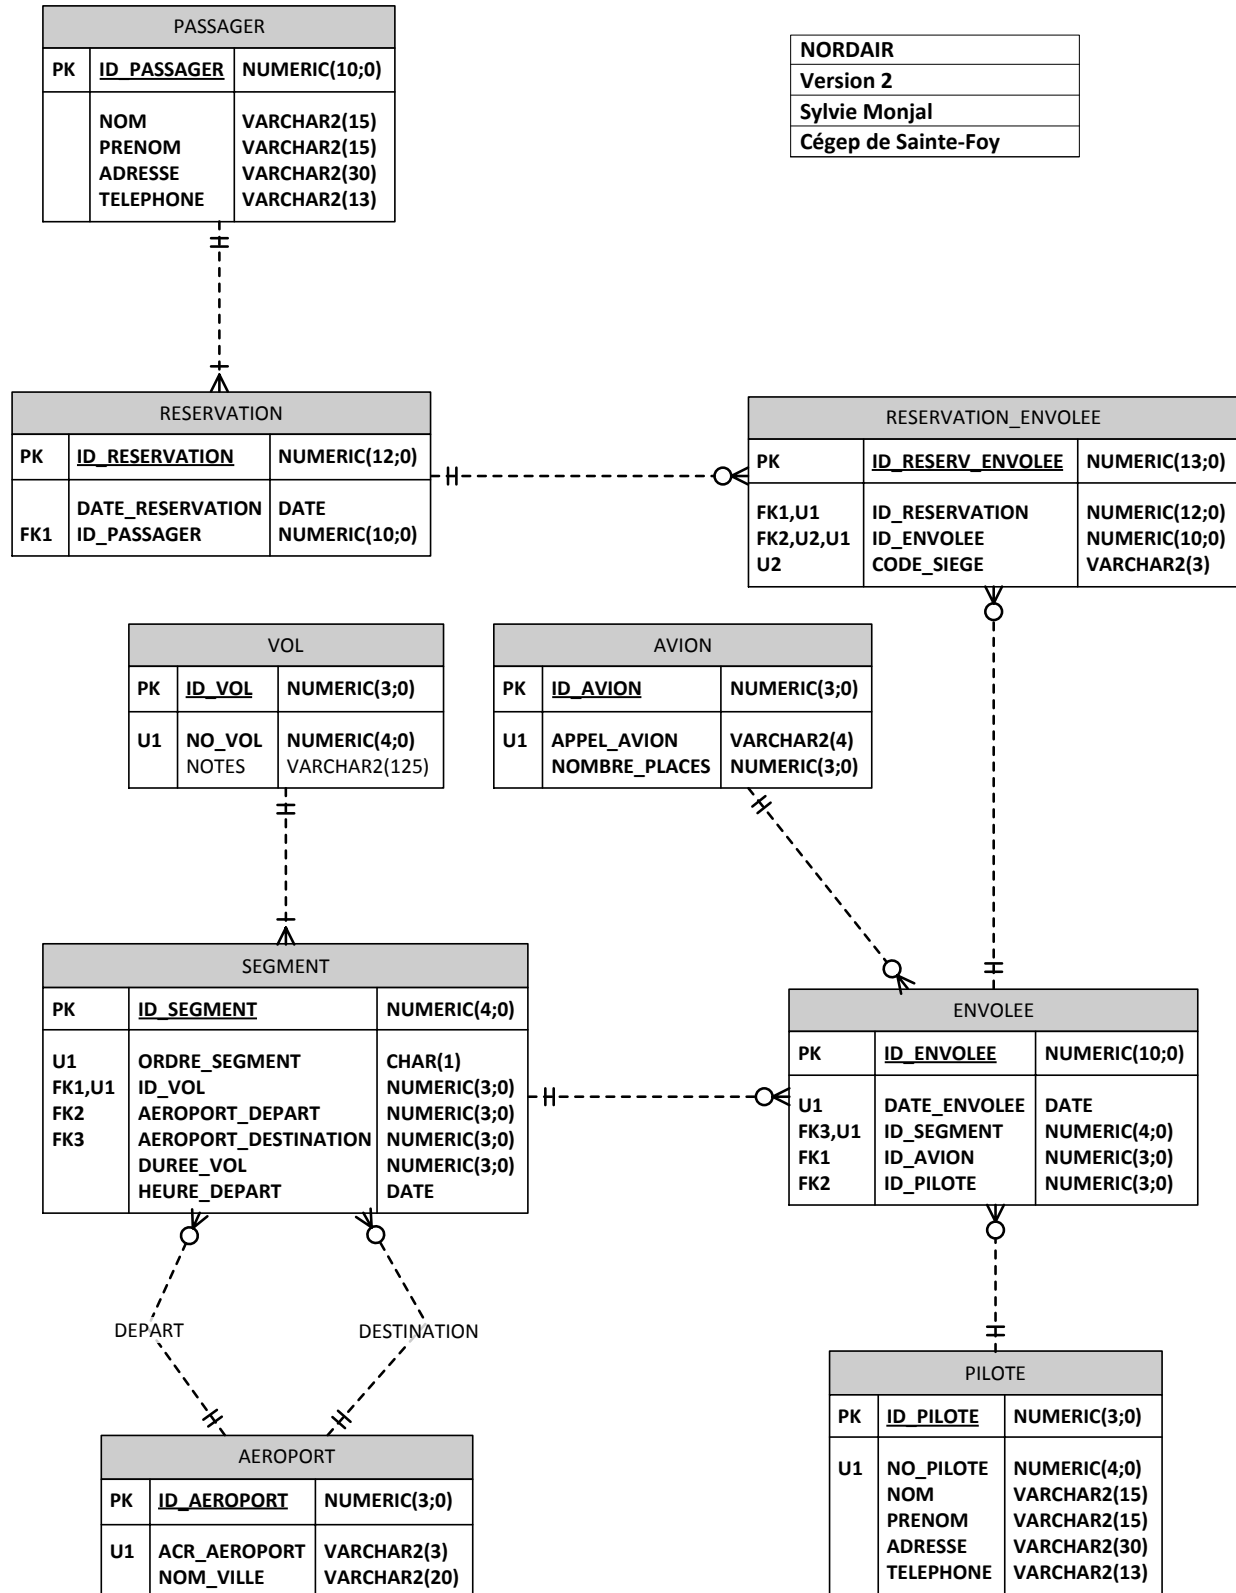 PASSAGER
PK ID_PASSAGER NUMERIC(10;0)
NOM VARCHAR2(15)
PRENOM VARCHAR2(15)
ADRESSE VARCHAR2(30)
TELEPHONE VARCHAR2(13)
NORDAIR
Version 2
Sylvie Monjal
Cégep de Sainte-Foy
RESERVATION
PK ID_RESERVATION NUMERIC(12;0)
DATE_RESERVATION DATE
FK1 ID_PASSAGER NUMERIC(10;0)
RESERVATION_ENVOLEE
PK ID_RESERV_ENVOLEE NUMERIC(13;0)
FK1,U1 ID_RESERVATION NUMERIC(12;0)
FK2,U2,U1 ID_ENVOLEE NUMERIC(10;0)
U2 CODE_SIEGE VARCHAR2(3)
VOL
PK ID_VOL NUMERIC(3;0)
U1 NO_VOL NUMERIC(4;0)
NOTES VARCHAR2(125)
AVION
PK ID_AVION NUMERIC(3;0)
U1 APPEL_AVION VARCHAR2(4)
NOMBRE_PLACES NUMERIC(3;0)
SEGMENT
PK ID_SEGMENT NUMERIC(4;0)
U1 ORDRE_SEGMENT CHAR(1)
FK1,U1 ID_VOL NUMERIC(3;0)
FK2 AEROPORT_DEPART NUMERIC(3;0)
FK3 AEROPORT_DESTINATION NUMERIC(3;0)
DUREE_VOL NUMERIC(3;0)
HEURE_DEPART DATE
ENVOLEE
PK ID_ENVOLEE NUMERIC(10;0)
U1 DATE_ENVOLEE DATE
FK3,U1 ID_SEGMENT NUMERIC(4;0)
FK1 ID_AVION NUMERIC(3;0)
FK2 ID_PILOTE NUMERIC(3;0)
DEPART
DESTINATION
AEROPORT
PK ID_AEROPORT NUMERIC(3;0)
U1 ACR_AEROPORT VARCHAR2(3)
NOM_VILLE VARCHAR2(20)
PILOTE
PK ID_PILOTE NUMERIC(3;0)
U1 NO_PILOTE NUMERIC(4;0)
NOM VARCHAR2(15)
PRENOM VARCHAR2(15)
ADRESSE VARCHAR2(30)
TELEPHONE VARCHAR2(13)